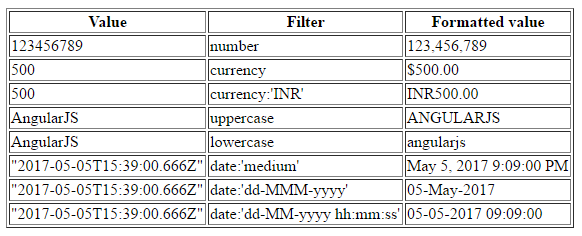 Value Filter Formatted value
123456789 number 123,456,789
500 currency $500.00
500 currency:'INR' INR500.00
AngularJS uppercase ANGULARJS
AngularJS lowercase angularjs
"2017-05-05T15:39:00.666Z" date:'medium' May 5, 2017 9:09:00 PM
"2017-05-05T15:39:00.666Z" date:'dd-MMM-yyyy' 05-May-2017
"2017-05-05T15:39:00.666Z" date:'dd-MM-yyyy hh:mm:ss' 05-05-2017 09:09:00